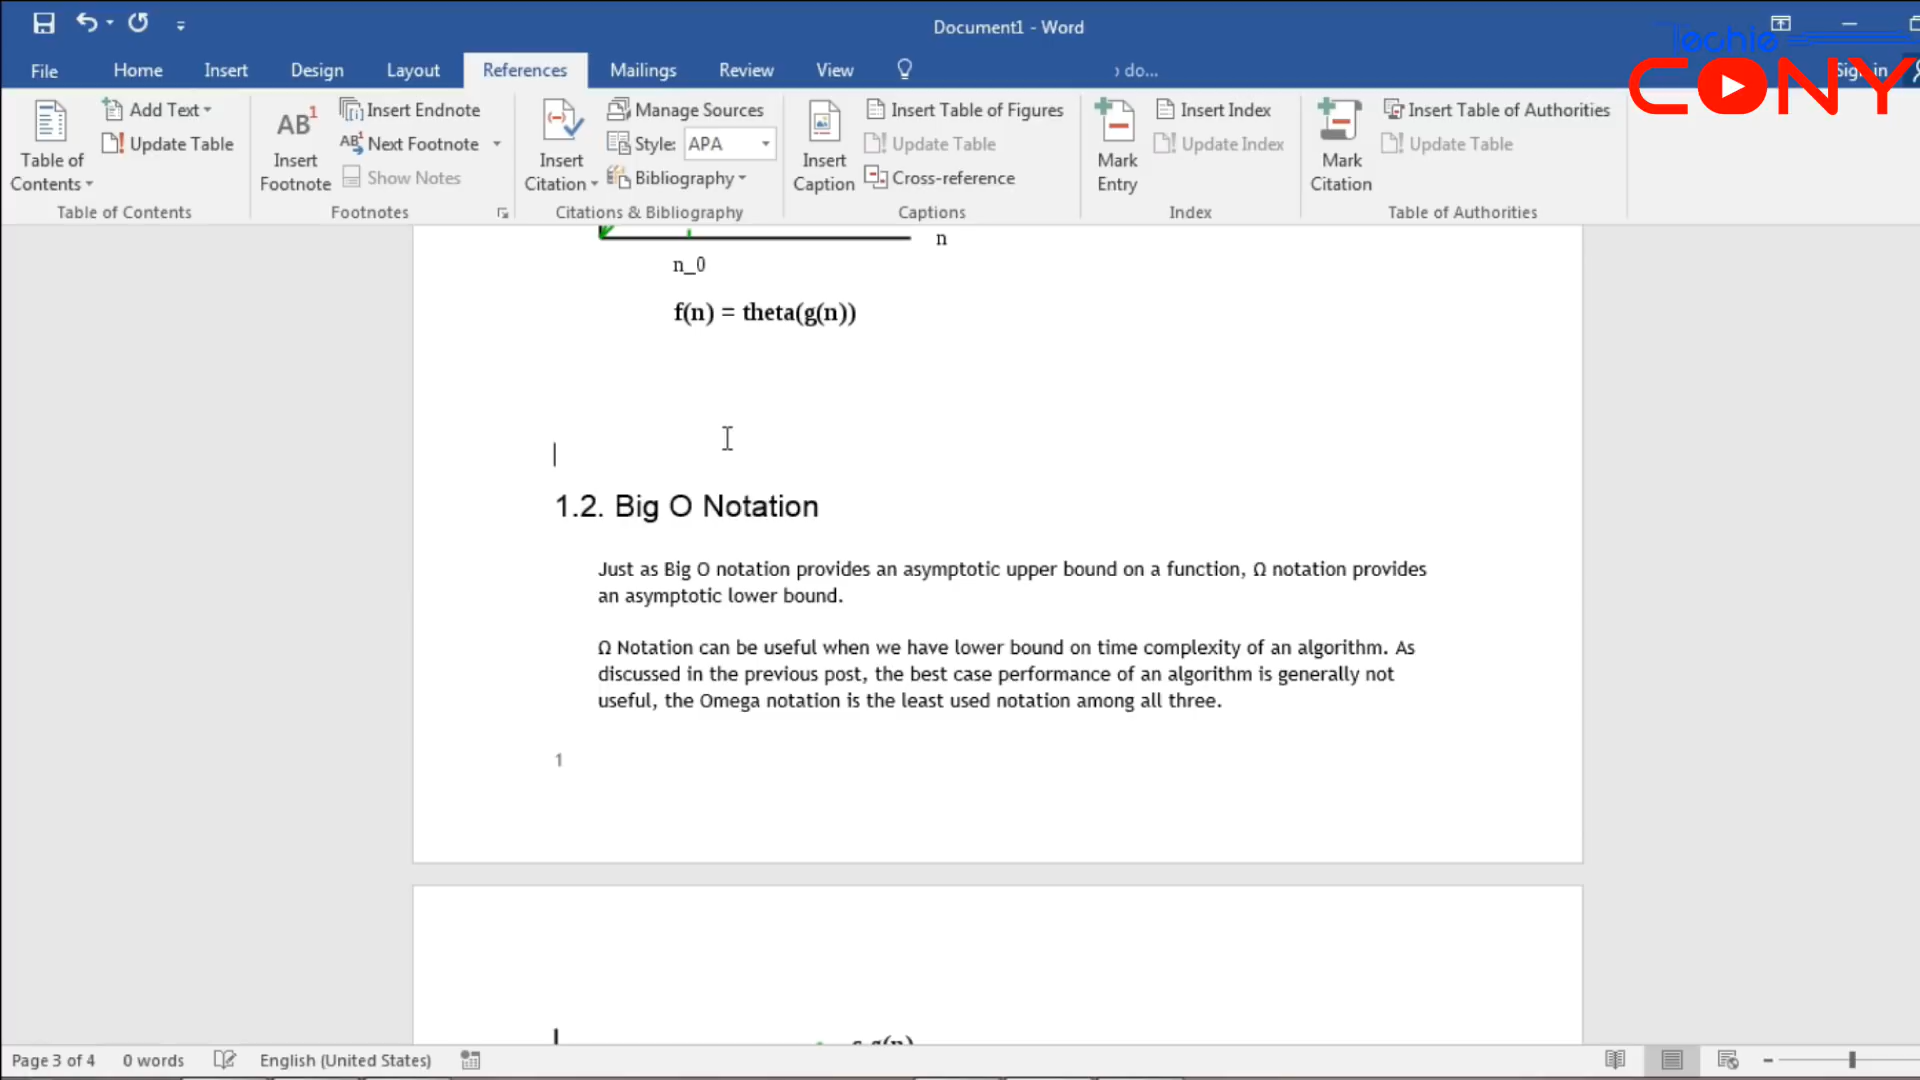 Document1 - Word
Techie
CONY
Sign in
File Home Insert Design Layout References Mailings Review View do...
Table of Contents
Add Text
Update Table
Table of Contents
AB1 Insert Footnote
Insert Endnote
AB1 Next Footnote
Show Notes
Footnotes
Insert Citation
Manage Sources
Style: APA
Bibliography
Citations & Bibliography
Insert Caption
Insert Table of Figures
Update Table
Cross-reference
Captions
Mark Entry
Insert Index
Update Index
Index
Mark Citation
Insert Table of Authorities
Update Table
Table of Authorities
n
n_0
f(n) = theta(g(n))
1.2. Big O Notation
Just as Big O notation provides an asymptotic upper bound on a function, Ω notation provides
an asymptotic lower bound.
Ω Notation can be useful when we have lower bound on time complexity of an algorithm. As
discussed in the previous post, the best case performance of an algorithm is generally not
useful, the Omega notation is the least used notation among all three.
1
c g(n)
Page 3 of 4 0 words English (United States)